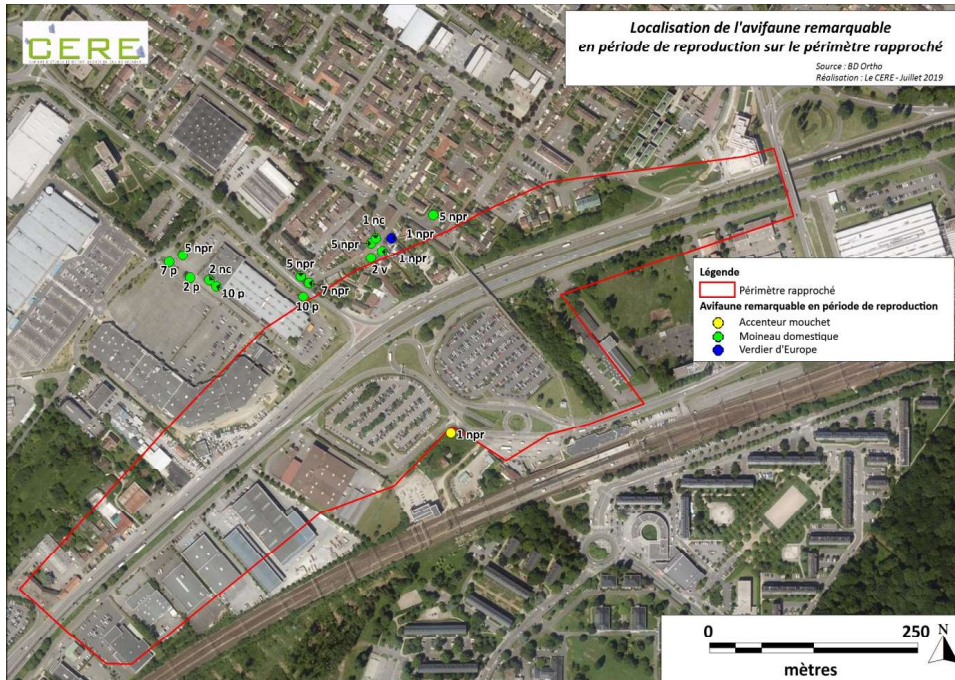 CERE
Localisation de l'avifaune remarquable
en période de reproduction sur le périmètre rapproché
Source : BD Ortho
Réalisation : Le CERE - Juillet 2019
5 npr
1 nc
1 npr
5 npr
1 npr
2 v
5 npr
7 p
2 nc
2 p
10 p
5 npr
7 npr
10 p
Légende
Périmètre rapproché
Avifaune remarquable en période de reproduction
Accenteur mouchet
Moineau domestique
Verdier d'Europe
1 npr
0
250
mètres
N